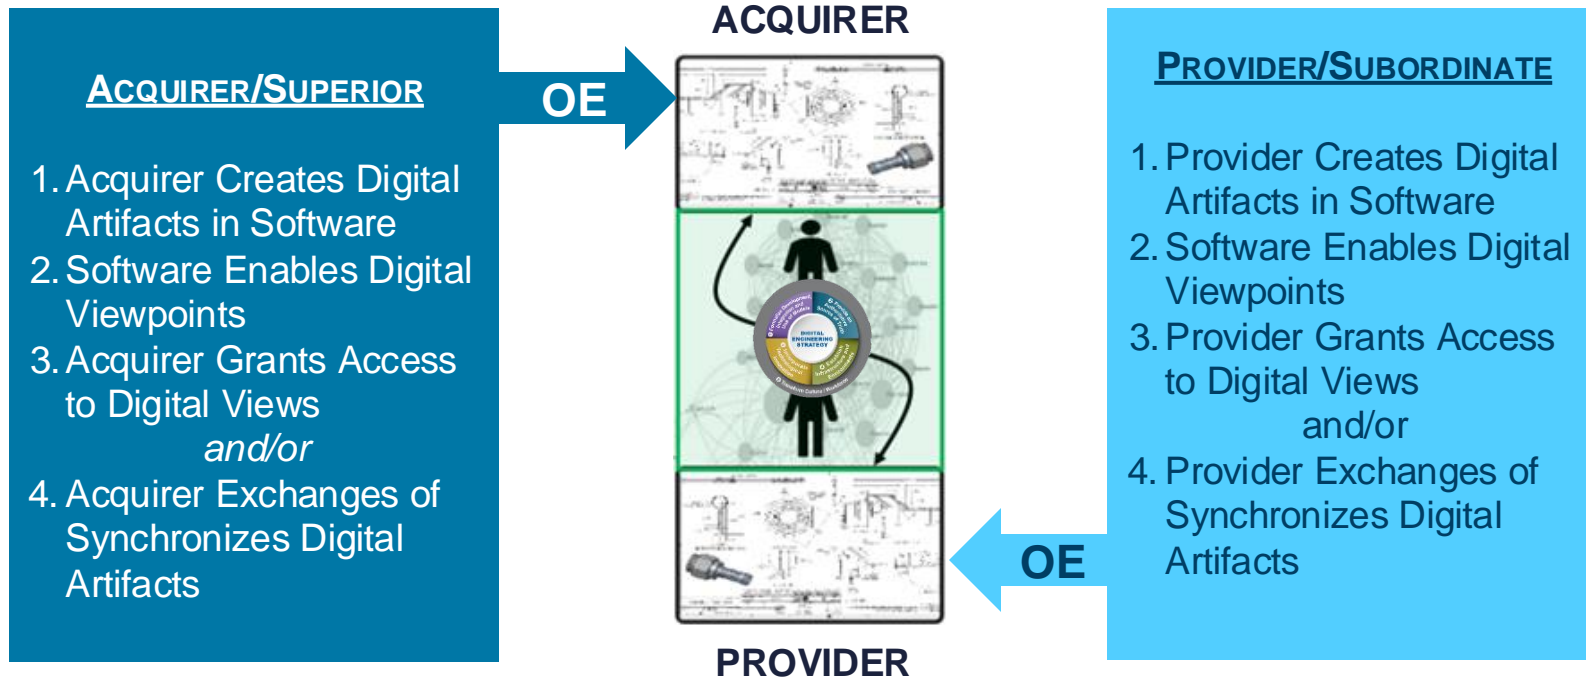 ACQUIRER
ACQUIRER/SUPERIOR
1. Acquirer Creates Digital
Artifacts in Software
2. Software Enables Digital
Viewpoints
3. Acquirer Grants Access
to Digital Views
and/or
4. Acquirer Exchanges of
Synchronizes Digital
Artifacts
OE
DIGITAL
ENGINEERING
STRATEGY
OE
PROVIDER/SUBORDINATE
1. Provider Creates Digital
Artifacts in Software
2. Software Enables Digital
Viewpoints
3. Provider Grants Access
to Digital Views
and/or
4. Provider Exchanges of
Synchronizes Digital
Artifacts
PROVIDER